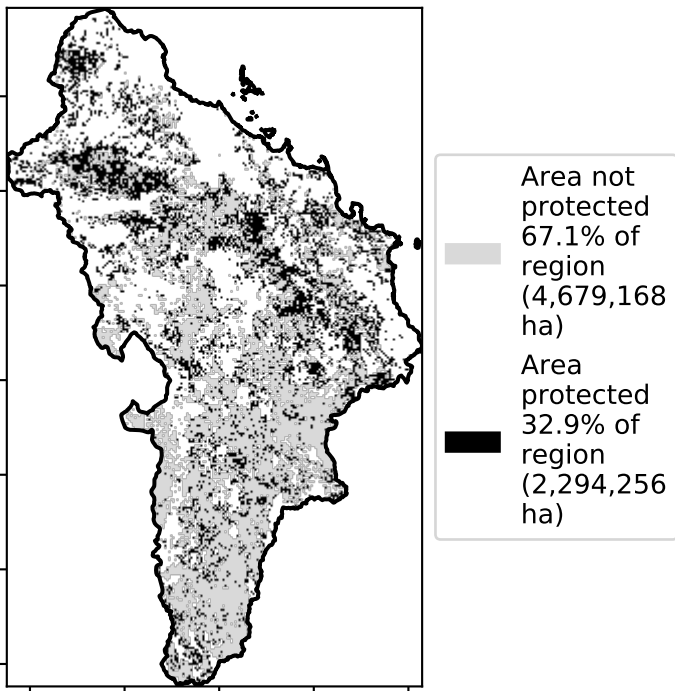 Area not
protected
67.1% of
region
(4,679,168
ha)
Area
protected
32.9% of
region
(2,294,256
ha)